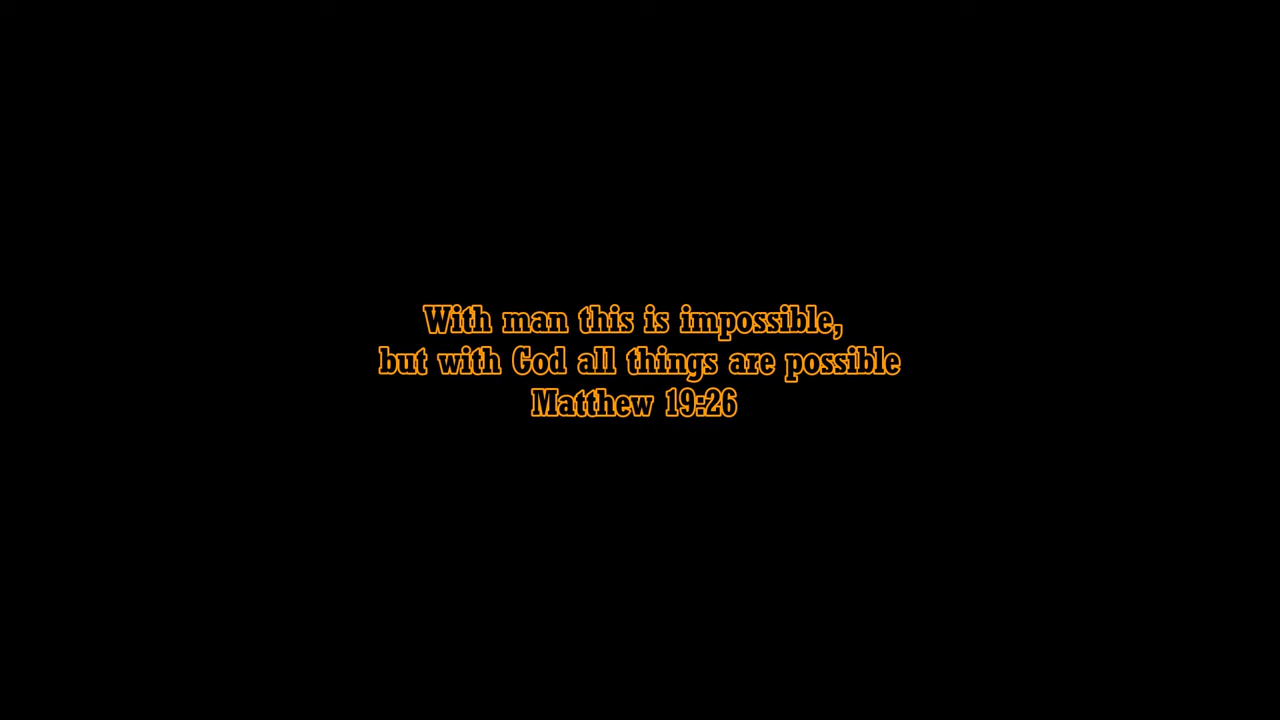 With man this is impossible,
but with God all things are possible
Matthew 19:26